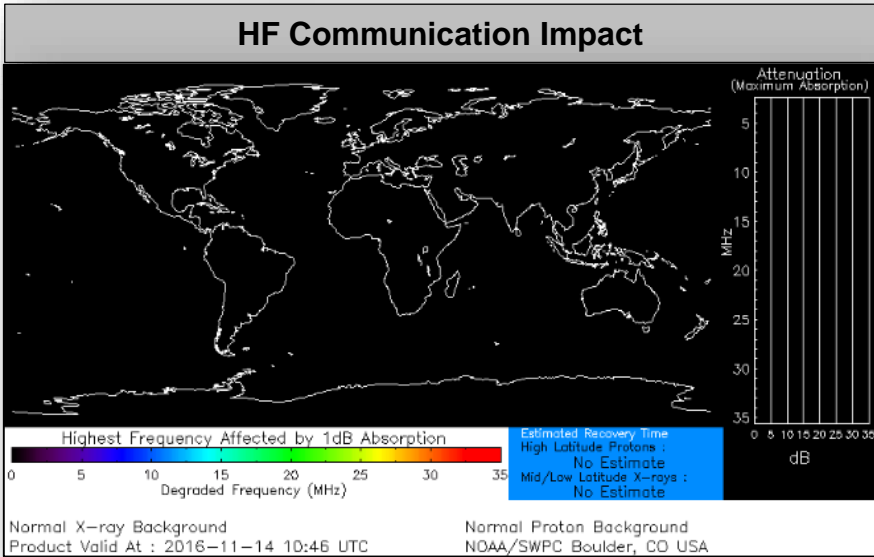 HF Communication Impact
Attenuation
(Maximum Absorption)
5
10
15
20
25
30
35
MHz
0 5 10 15 20 25 30 35
dB
Highest Frequency Affected by 1dB Absorption
0 5 10 15 20 25 30 35
Degraded Frequency (MHz)
Estimated Recovery Time
High Latitude Protons :
No Estimate
Mid/Low Latitude X-rays :
No Estimate
Normal X-ray Background
Normal Proton Background
Product Valid At : 2016-11-14 10:46 UTC
NOAA/SWPC Boulder, CO USA